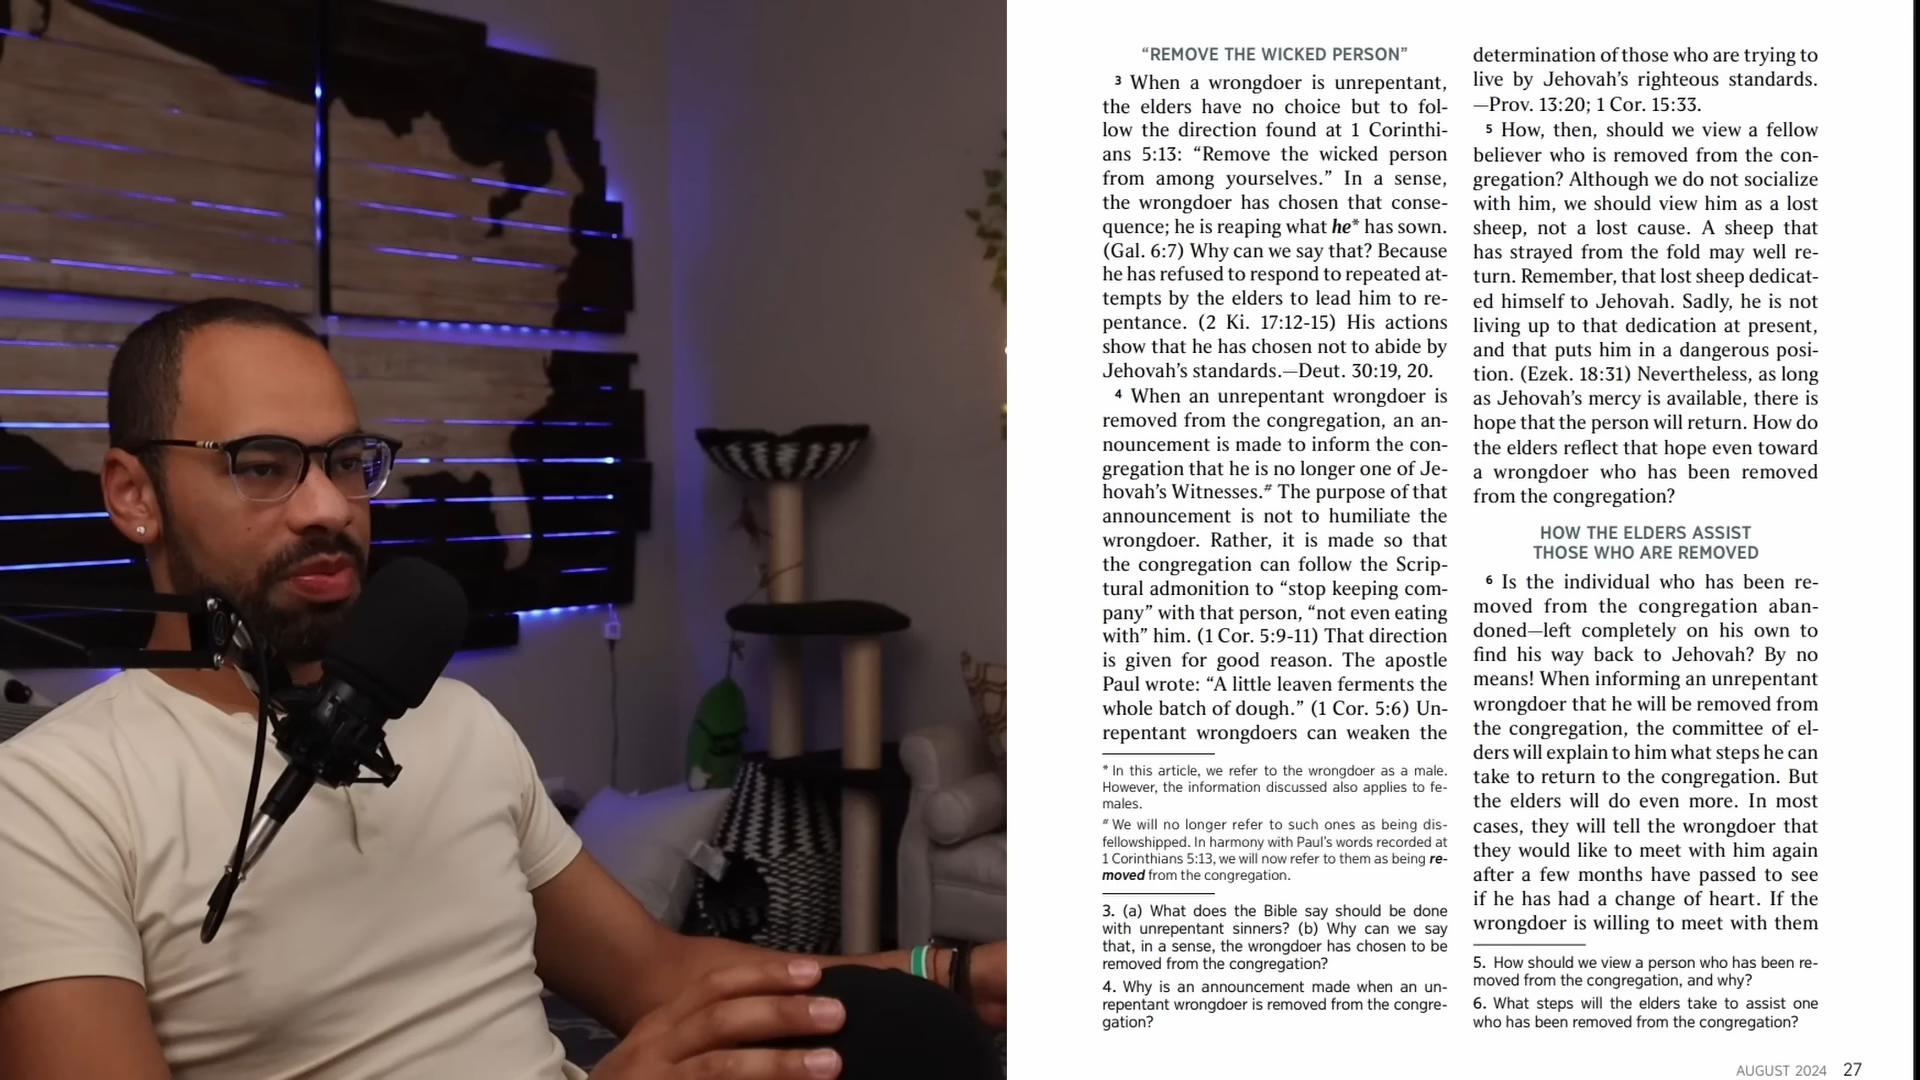 “REMOVE THE WICKED PERSON”
3 When a wrongdoer is unrepentant,
the elders have no choice but to fol-
low the direction found at 1 Corinthi-
ans 5:13: “Remove the wicked person
from among yourselves.” In a sense,
the wrongdoer has chosen that conse-
quence; he is reaping what he* has sown.
(Gal. 6:7) Why can we say that? Because
he has refused to respond to repeated at-
tempts by the elders to lead him to re-
pentance. (2 Ki. 17:12-15) His actions
show that he has chosen not to abide by
Jehovah’s standards.—Deut. 30:19, 20.
4 When an unrepentant wrongdoer is
removed from the congregation, an an-
nouncement is made to inform the con-
gregation that he is no longer one of Je-
hovah’s Witnesses.# The purpose of that
announcement is not to humiliate the
wrongdoer. Rather, it is made so that
the congregation can follow the Scrip-
tural admonition to “stop keeping com-
pany” with that person, “not even eating
with” him. (1 Cor. 5:9-11) That direction
is given for good reason. The apostle
Paul wrote: “A little leaven ferments the
whole batch of dough.” (1 Cor. 5:6) Un-
repentant wrongdoers can weaken the
* In this article, we refer to the wrongdoer as a male.
However, the information discussed also applies to fe-
males.
# We will no longer refer to such ones as being dis-
fellowshipped. In harmony with Paul’s words recorded at
1 Corinthians 5:13, we will now refer to them as being re-
moved from the congregation.
3. (a) What does the Bible say should be done
with unrepentant sinners? (b) Why can we say
that, in a sense, the wrongdoer has chosen to be
removed from the congregation?
4. Why is an announcement made when an un-
repentant wrongdoer is removed from the congre-
gation?
determination of those who are trying to
live by Jehovah’s righteous standards.
—Prov. 13:20; 1 Cor. 15:33.
5 How, then, should we view a fellow
believer who is removed from the con-
gregation? Although we do not socialize
with him, we should view him as a lost
sheep, not a lost cause. A sheep that
has strayed from the fold may well re-
turn. Remember, that lost sheep dedicat-
ed himself to Jehovah. Sadly, he is not
living up to that dedication at present,
and that puts him in a dangerous posi-
tion. (Ezek. 18:31) Nevertheless, as long
as Jehovah’s mercy is available, there is
hope that the person will return. How do
the elders reflect that hope even toward
a wrongdoer who has been removed
from the congregation?
HOW THE ELDERS ASSIST
THOSE WHO ARE REMOVED
6 Is the individual who has been re-
moved from the congregation aban-
doned—left completely on his own to
find his way back to Jehovah? By no
means! When informing an unrepentant
wrongdoer that he will be removed from
the congregation, the committee of el-
ders will explain to him what steps he can
take to return to the congregation. But
the elders will do even more. In most
cases, they will tell the wrongdoer that
they would like to meet with him again
after a few months have passed to see
if he has had a change of heart. If the
wrongdoer is willing to meet with them
5. How should we view a person who has been re-
moved from the congregation, and why?
6. What steps will the elders take to assist one
who has been removed from the congregation?
AUGUST 2024 27